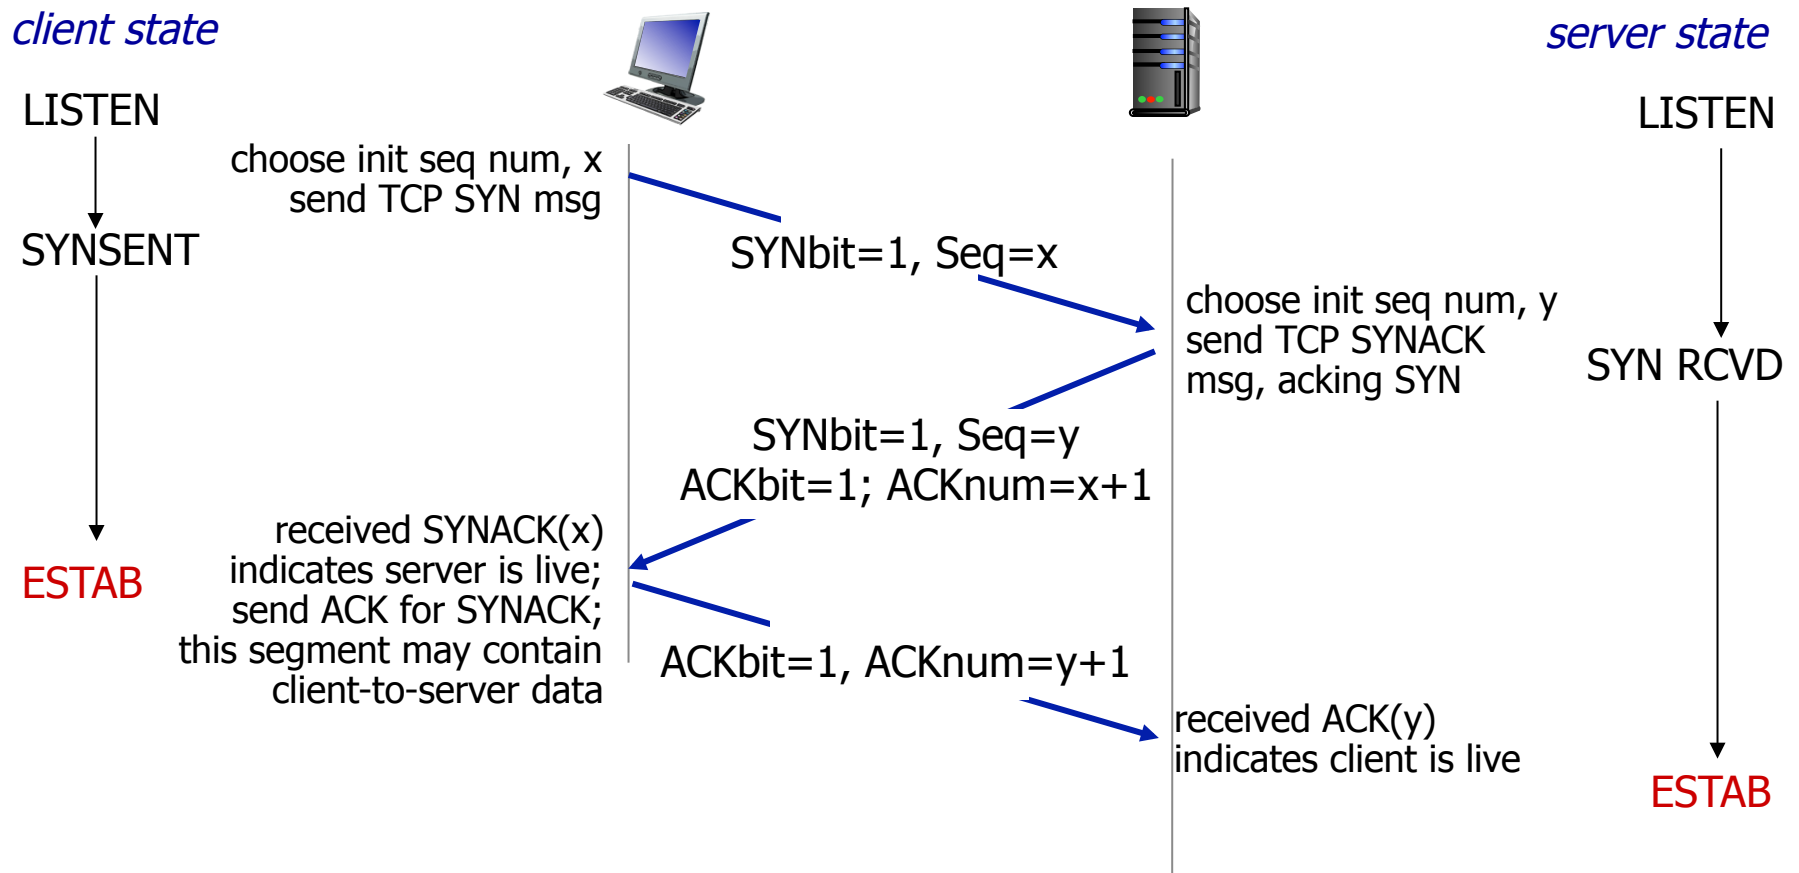 client state
server state
LISTEN
LISTEN
choose init seq num, x
send TCP SYN msg
SYNSENT
SYNbit=1, Seq=x
choose init seq num, y
send TCP SYNACK
msg, acking SYN
SYN RCVD
SYNbit=1, Seq=y
ACKbit=1; ACKnum=x+1
received SYNACK(x)
indicates server is live;
send ACK for SYNACK;
this segment may contain
client-to-server data
ESTAB
ACKbit=1, ACKnum=y+1
received ACK(y)
indicates client is live
ESTAB